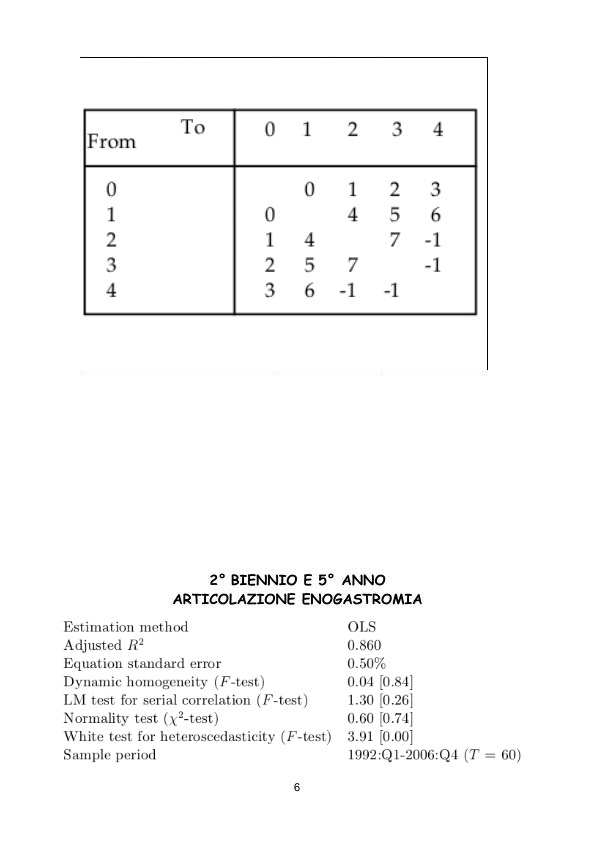 From To 0 1 2 3 4
0 0 1 2 3
1 0 4 5 6
2 1 4 7 -1
3 2 5 7 -1
4 3 6 -1 -1
2° BIENNIO E 5° ANNO
ARTICOLAZIONE ENOGASTROMIA
Estimation method OLS
Adjusted R² 0.860
Equation standard error 0.50%
Dynamic homogeneity (F-test) 0.04 [0.84]
LM test for serial correlation (F-test) 1.30 [0.26]
Normality test (χ²-test) 0.60 [0.74]
White test for heteroscedasticity (F-test) 3.91 [0.00]
Sample period 1992:Q1-2006:Q4 (T = 60)
6